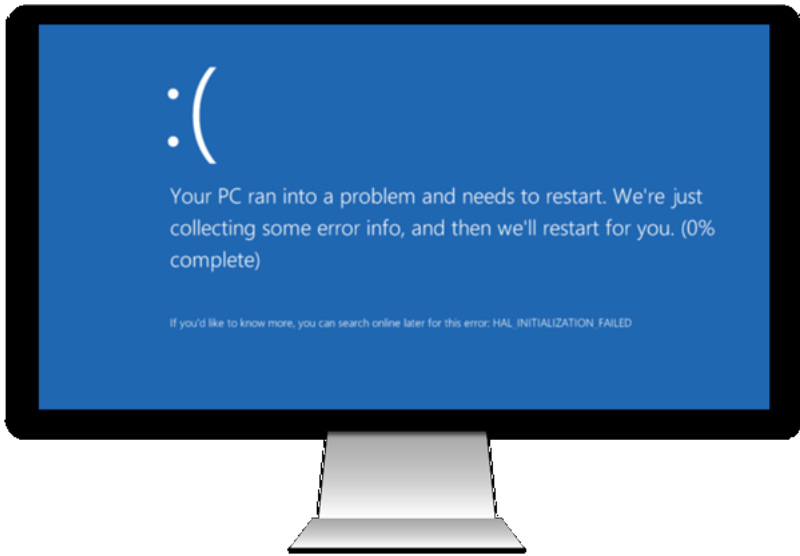 :(
Your PC ran into a problem and needs to restart. We're just
collecting some error info, and then we'll restart for you. (0%
complete)
If you'd like to know more, you can search online later for this error: HAL_INITIALIZATION_FAILED